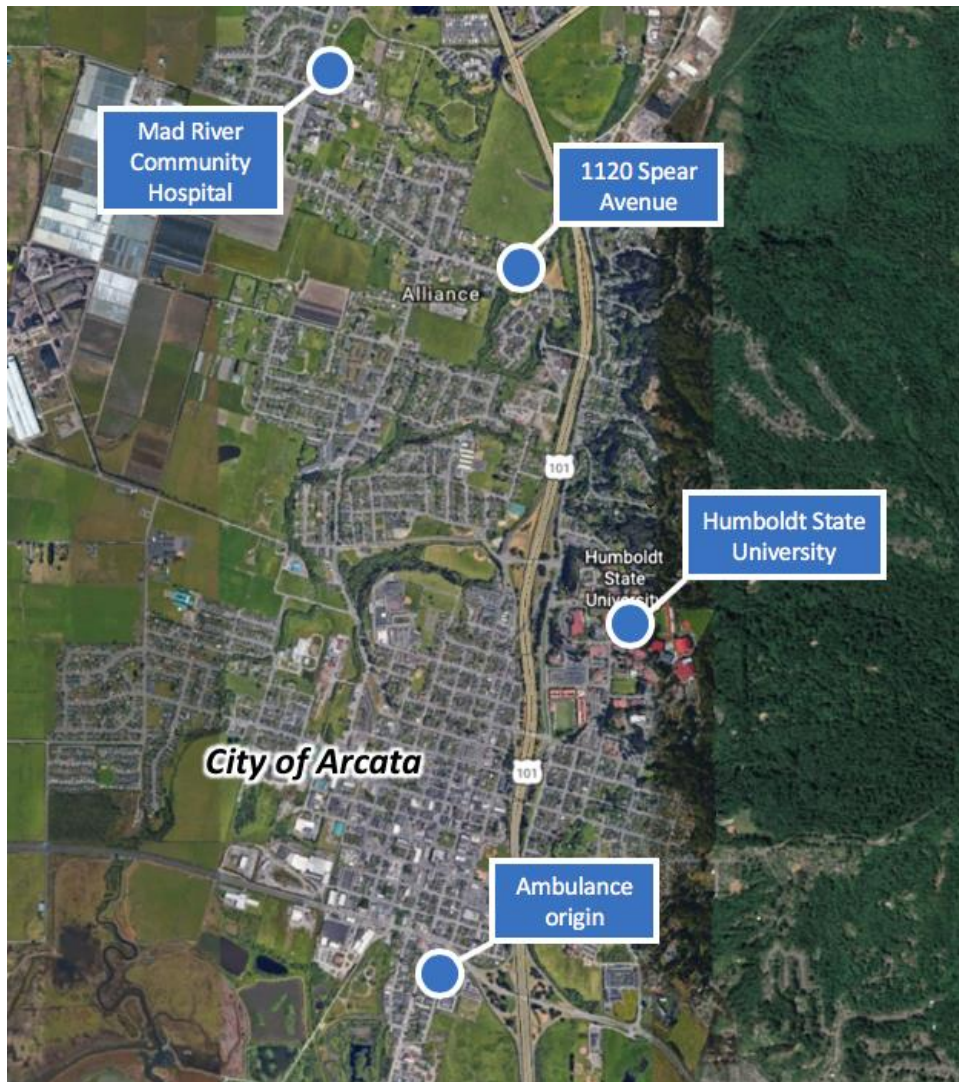 Mad River
Community
Hospital
1120 Spear
Avenue
Alliance
101
Humboldt State
University
Humboldt
State
University
City of Arcata
101
Ambulance
origin